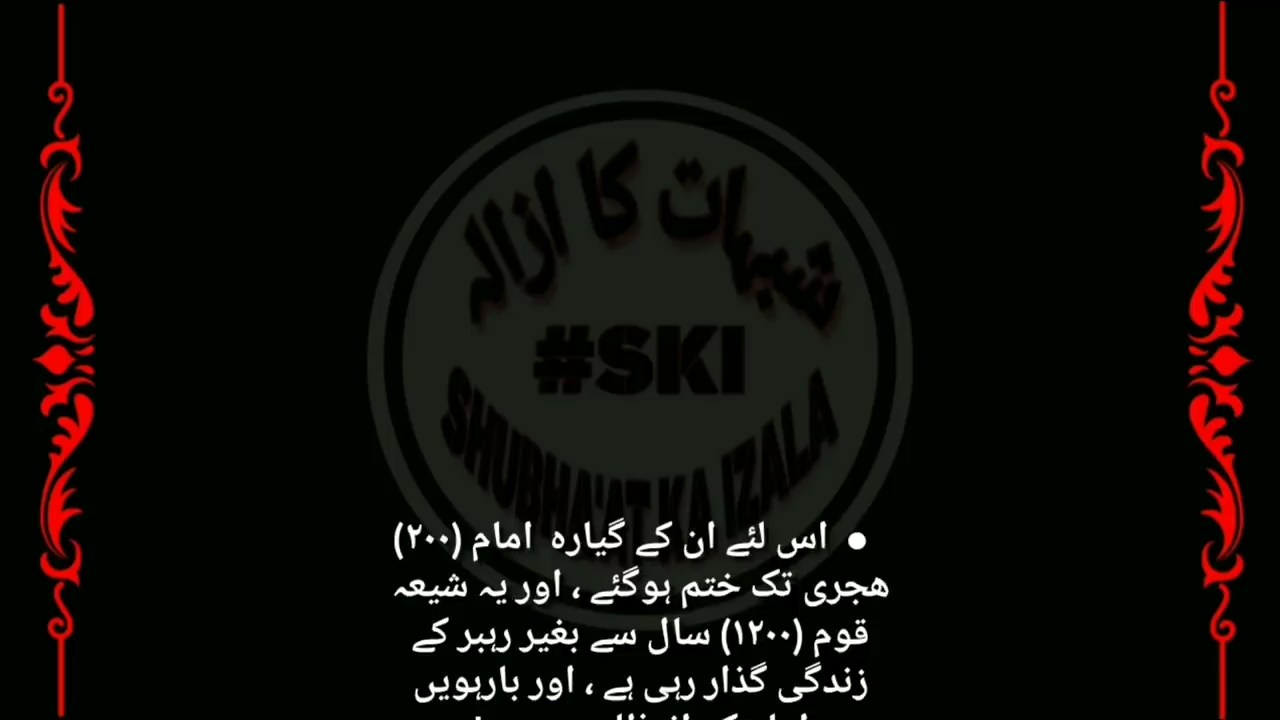 شبہات کا ازالہ
#SKI
SHUBHA'AT KA IZALA
● اس لئے ان کے گیارہ امام (۲۰۰)
ھجری تک ختم ہوگئے ، اور یہ شیعہ
قوم (۱۲۰۰) سال سے بغیر رہبر کے
زندگی گذار رہی ہے ، اور بارہویں